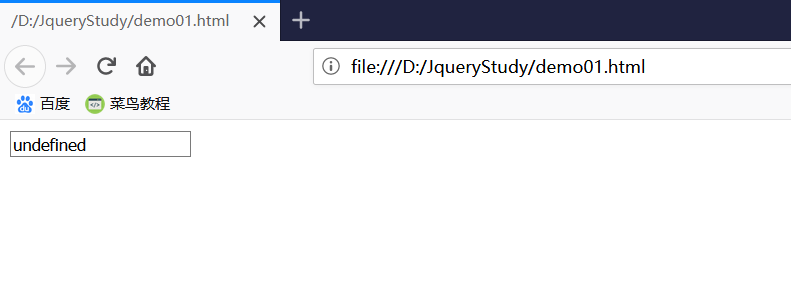 /D:/JqueryStudy/demo01.html
file:///D:/JqueryStudy/demo01.html
百度 菜鸟教程
undefined